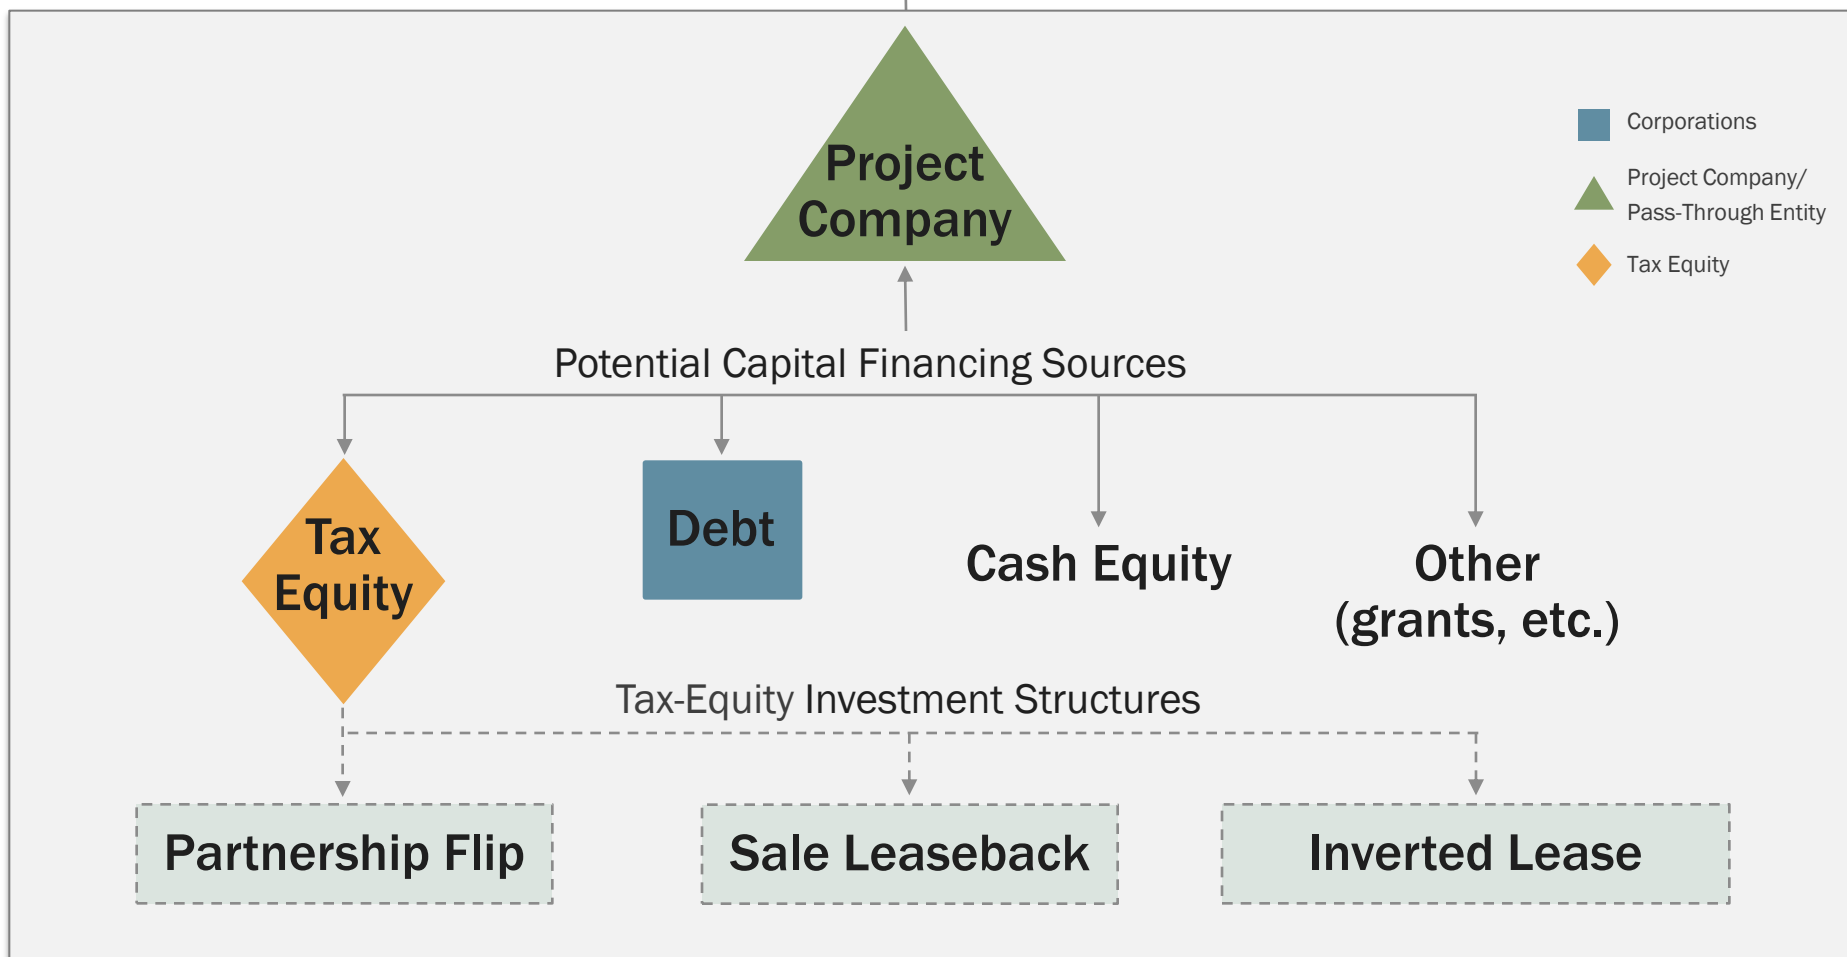 Project
Company
Corporations
Project Company/
Pass-Through Entity
Tax Equity
Potential Capital Financing Sources
Tax
Equity
Debt
Cash Equity
Other
(grants, etc.)
Tax-Equity Investment Structures
Partnership Flip
Sale Leaseback
Inverted Lease